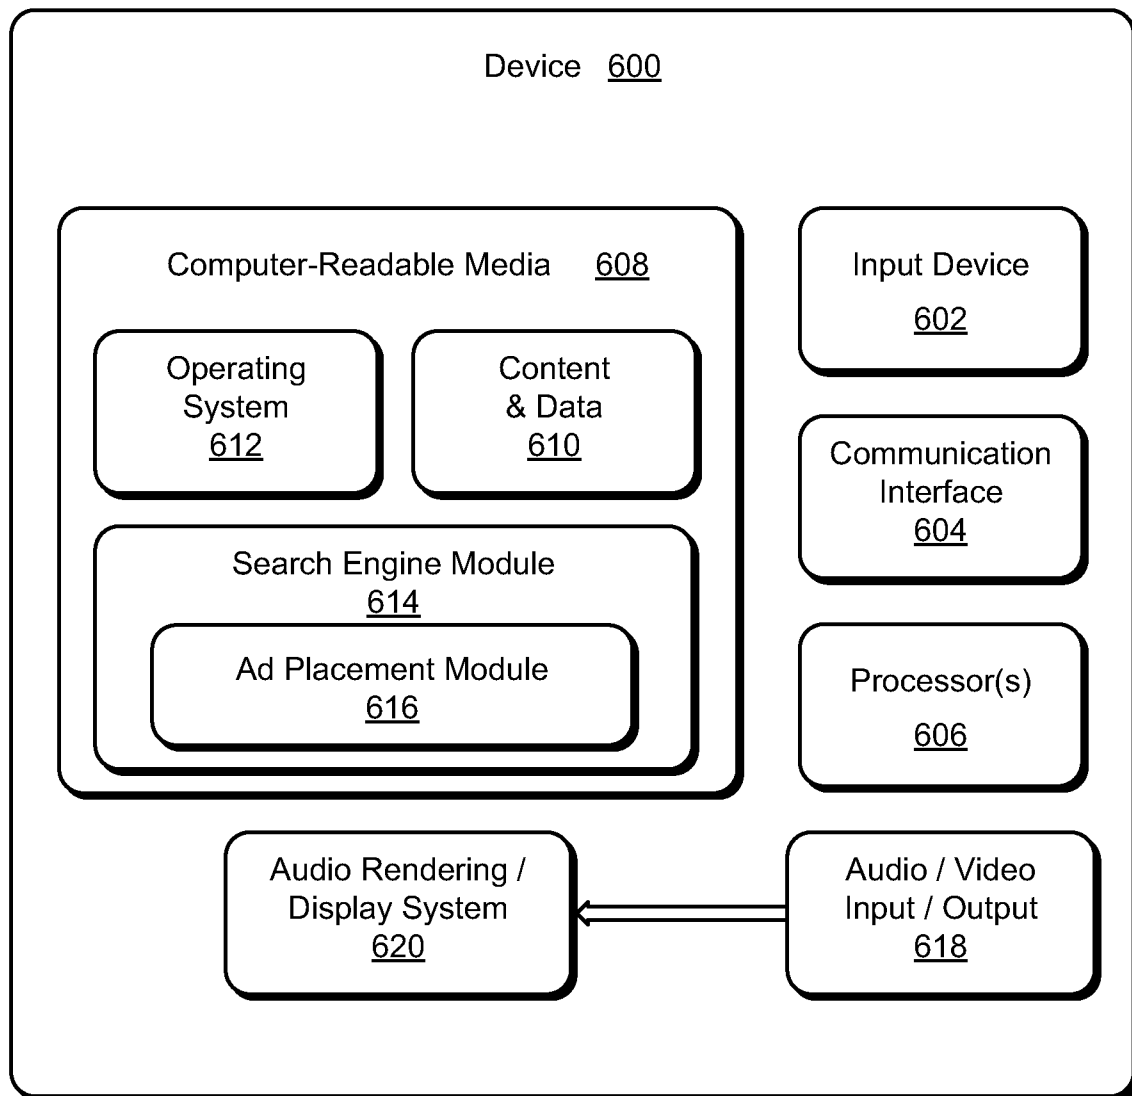 Device 600
Computer-Readable Media 608
Operating
System
612
Content
& Data
610
Search Engine Module
614
Ad Placement Module
616
Input Device
602
Communication
Interface
604
Processor(s)
606
Audio Rendering /
Display System
620
Audio / Video
Input / Output
618